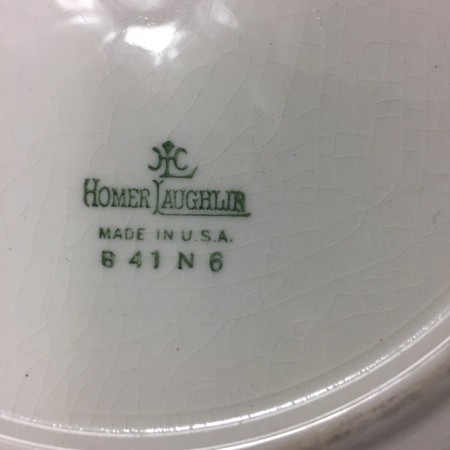 HLC
HOMER LAUGHLIN
MADE IN U.S.A.
B 41 N 6